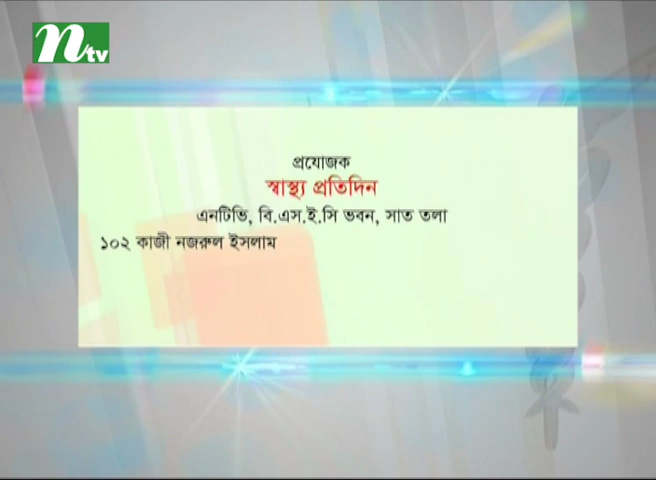 ntv
প্রযোজক
স্বাস্থ্য প্রতিদিন
এনটিভি, বি.এস.ই.সি ভবন, সাত তলা
১০২ কাজী নজরুল ইসলাম